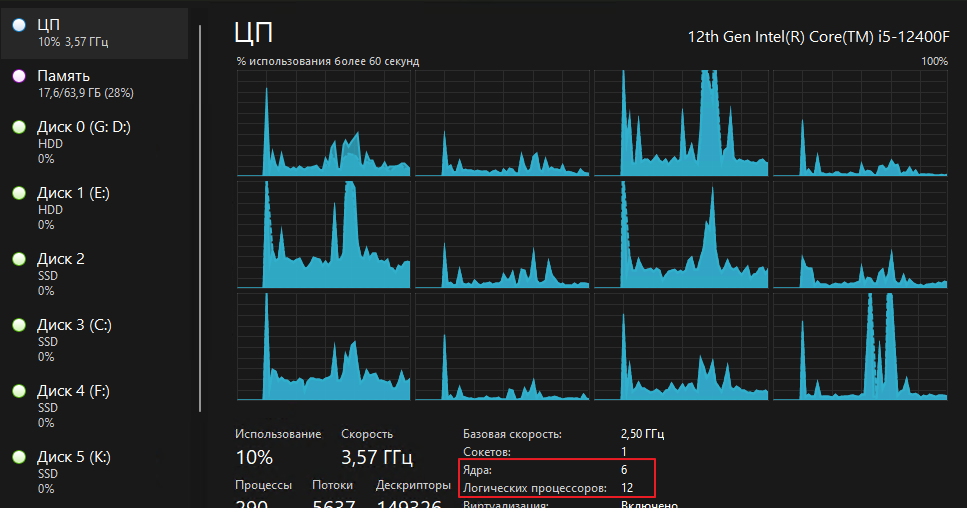 ЦП
10% 3,57 ГГц
Память
17,6/63,9 ГБ (28%)
Диск 0 (G: D:)
HDD
0%
Диск 1 (E:)
HDD
0%
Диск 2
SSD
0%
Диск 3 (C:)
SSD
0%
Диск 4 (F:)
SSD
0%
Диск 5 (K:)
SSD
0%
ЦП
12th Gen Intel(R) Core(TM) i5-12400F
% использования более 60 секунд
100%
Использование
Скорость
10%
3,57 ГГц
Процессы
Потоки
Дескрипторы
290
5637
149326
Базовая скорость:
2,50 ГГц
Сокетов:
1
Ядра:
6
Логических процессоров:
12
Виртуализация:
Включено